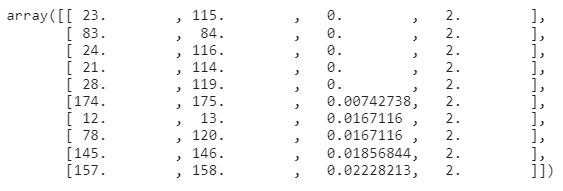 array([[ 23.        , 115.        ,   0.        ,   2.        ],
       [ 83.        ,  84.        ,   0.        ,   2.        ],
       [ 24.        , 116.        ,   0.        ,   2.        ],
       [ 21.        , 114.        ,   0.        ,   2.        ],
       [ 28.        , 119.        ,   0.        ,   2.        ],
       [174.        , 175.        ,   0.00742738,   2.        ],
       [ 12.        ,  13.        ,   0.0167116 ,   2.        ],
       [ 78.        , 120.        ,   0.0167116 ,   2.        ],
       [145.        , 146.        ,   0.01856844,   2.        ],
       [157.        , 158.        ,   0.02228213,   2.        ]])